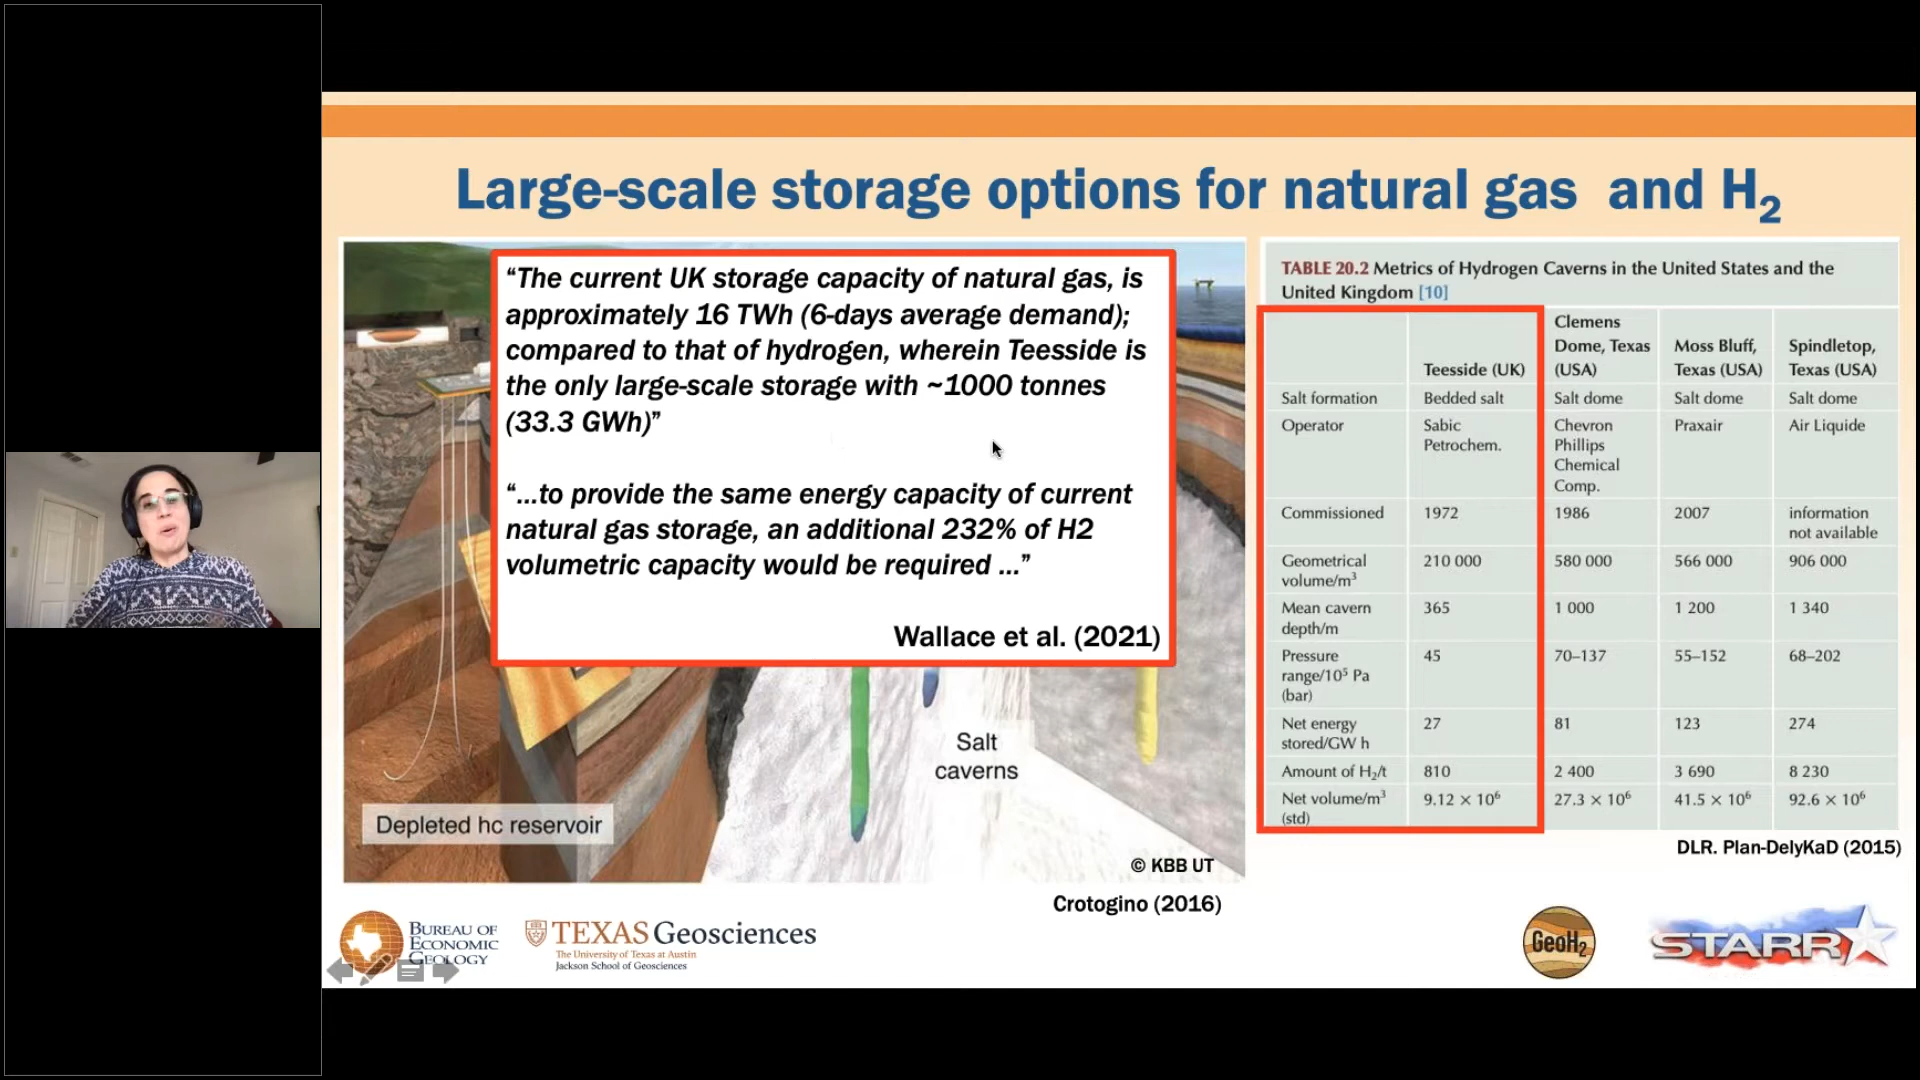 Large-scale storage options for natural gas and H₂
“The current UK storage capacity of natural gas, is
approximately 16 TWh (6-days average demand);
compared to that of hydrogen, wherein Teesside is
the only large-scale storage with ~1000 tonnes
(33.3 GWh)”
“...to provide the same energy capacity of current
natural gas storage, an additional 232% of H2
volumetric capacity would be required ...”
Wallace et al. (2021)
Salt
caverns
Depleted hc reservoir
© KBB UT
Crotogino (2016)
TABLE 20.2 Metrics of Hydrogen Caverns in the United States and the
United Kingdom [10]
Teesside (UK) Clemens Dome, Texas (USA) Moss Bluff, Texas (USA) Spindletop, Texas (USA)
Salt formation Bedded salt Salt dome Salt dome Salt dome
Operator Sabic Petrochem. Chevron Phillips Chemical Comp. Praxair Air Liquide
Commissioned 1972 1986 2007 information not available
Geometrical volume/m³ 210 000 580 000 566 000 906 000
Mean cavern depth/m 365 1 000 1 200 1 340
Pressure range/10⁵ Pa (bar) 45 70–137 55–152 68–202
Net energy stored/GW h 27 81 123 274
Amount of H₂/t 810 2 400 3 690 8 230
Net volume/m³ (std) 9.12 × 10⁶ 27.3 × 10⁶ 41.5 × 10⁶ 92.6 × 10⁶
DLR. Plan-DelyKaD (2015)
BUREAU OF
ECONOMIC
GEOLOGY
TEXAS Geosciences
The University of Texas at Austin
Jackson School of Geosciences
GeoH₂
STARR